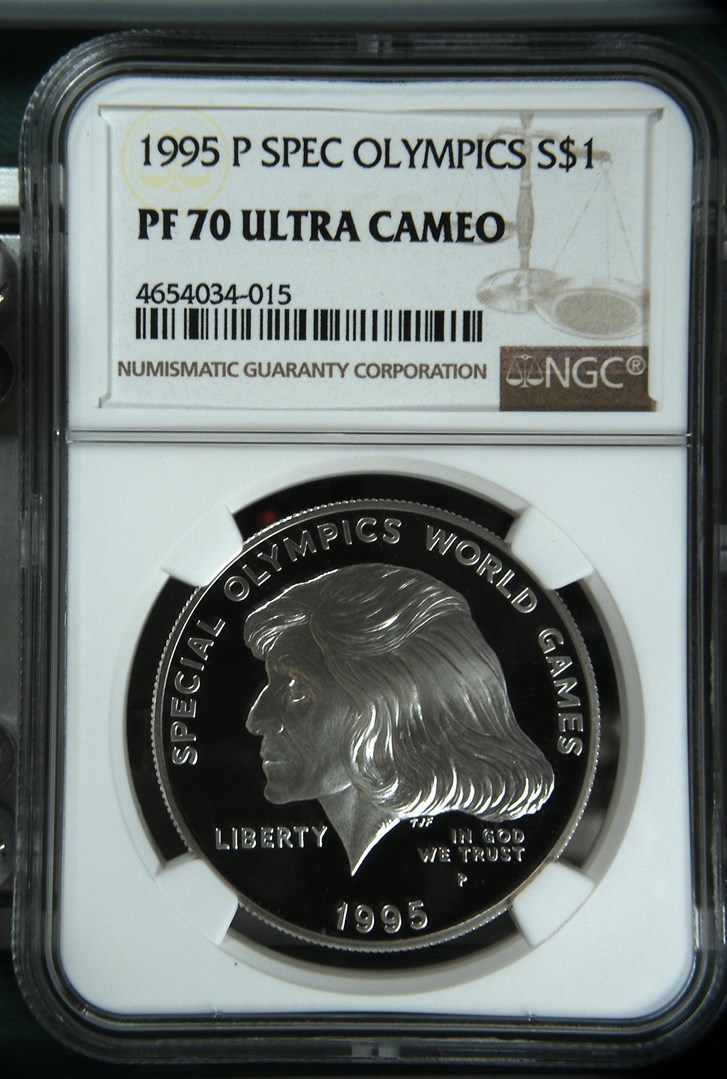 1995 P SPEC OLYMPICS S$1
PF 70 ULTRA CAMEO
4654034-015
NUMISMATIC GUARANTY CORPORATION
NGC®
SPECIAL OLYMPICS WORLD GAMES
LIBERTY
TJF
IN GOD
WE TRUST
P
1995